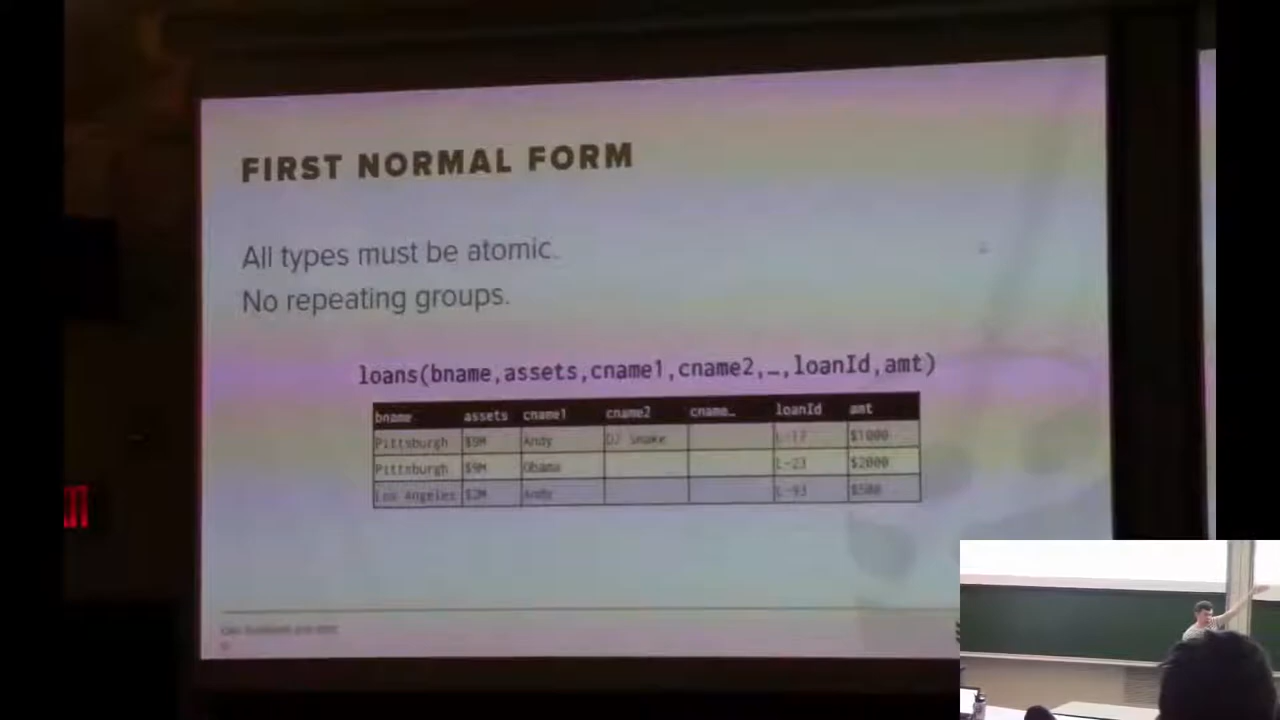 FIRST NORMAL FORM
All types must be atomic.
No repeating groups.
loans(bname,assets,cname1,cname2,…,loanId,amt)
bname assets cname1 cname2 cname… loanId amt
Pittsburgh $9M Andy DJ Snake L-17 $1000
Pittsburgh $9M Obama L-23 $2000
Los Angeles $2M Andy L-93 $500